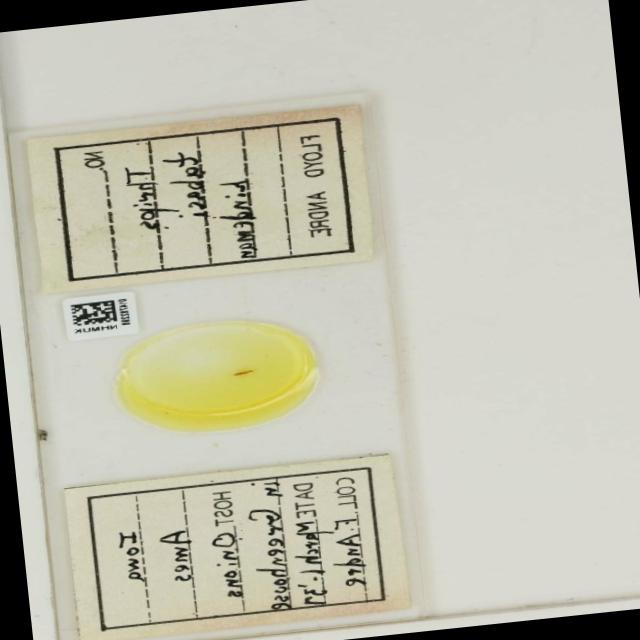 NO.
Thrips
tabaci
Lindeman
FLOYD ANDRE
NHMUK
Iowa
Ames
HOST Onions
in Greenhouse
DATE March 1-'31
COLL. F. Andre